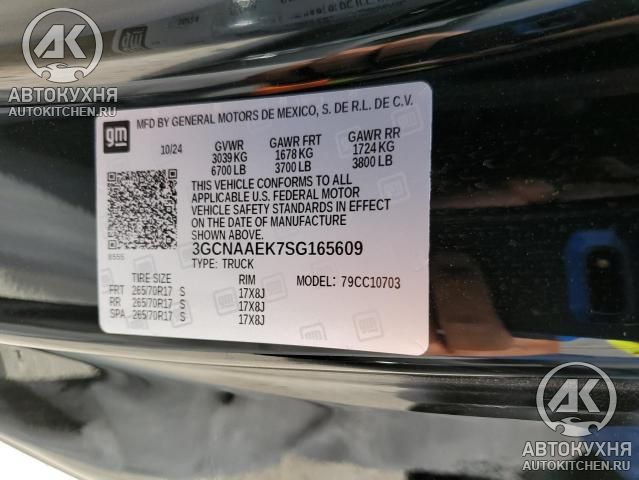 АВТОКУХНЯ
AUTOKITCHEN.RU
gm
MFD BY GENERAL MOTORS DE MEXICO, S. DE R.L. DE C.V.
10/24 GVWR GAWR FRT GAWR RR
3039 KG 1678 KG 1724 KG
6700 LB 3700 LB 3800 LB
THIS VEHICLE CONFORMS TO ALL
APPLICABLE U.S. FEDERAL MOTOR
VEHICLE SAFETY STANDARDS IN EFFECT
ON THE DATE OF MANUFACTURE
SHOWN ABOVE.
3GCNAAEK7SG165609
TYPE: TRUCK
TIRE SIZE RIM MODEL: 79CC10703
FRT 265/70R17 S 17X8J
RR 265/70R17 S 17X8J
SPA 265/70R17 S 17X8J
АВТОКУХНЯ
AUTOKITCHEN.RU